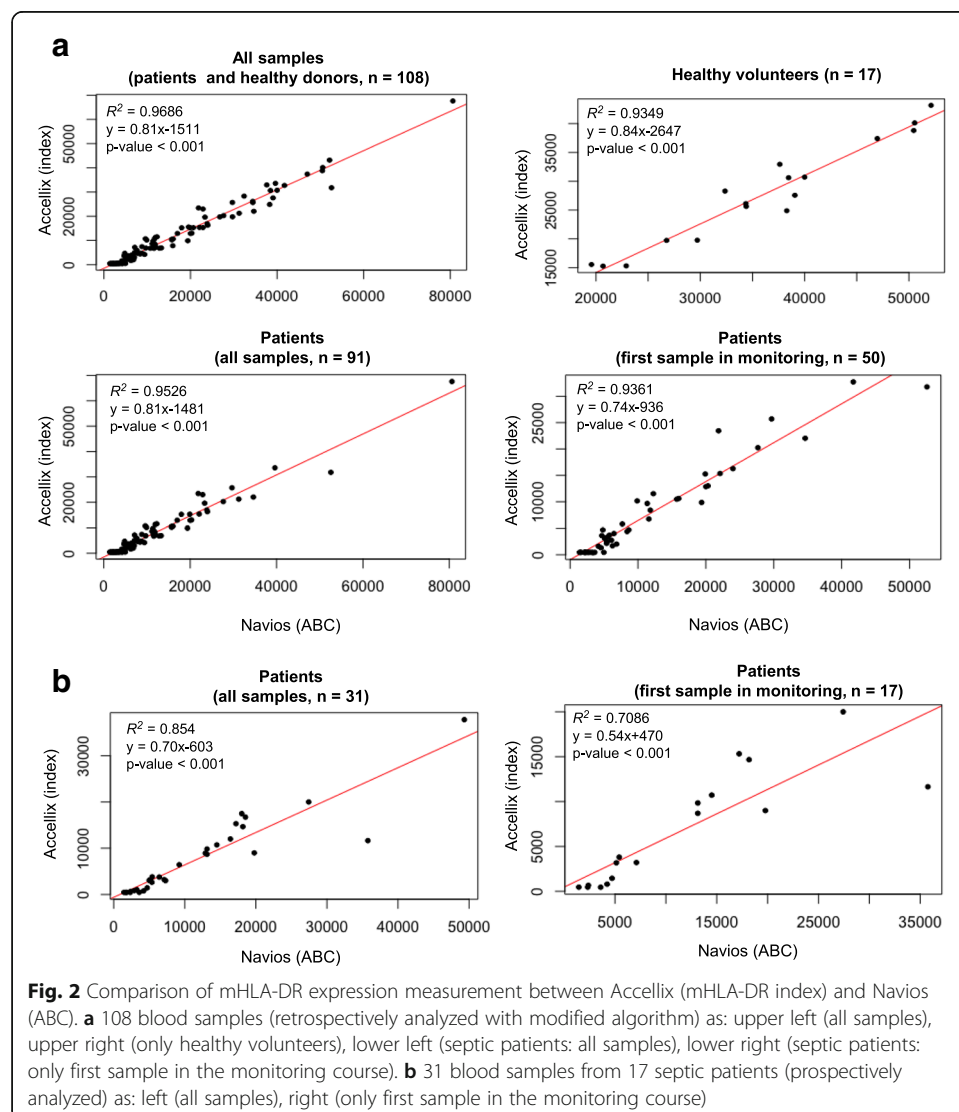 a
All samples
(patients and healthy donors, n = 108)
R² = 0.9686
y = 0.81x-1511
p-value < 0.001
Accellix (index)
0 20000 50000
0 20000 40000 60000 80000
Healthy volunteers (n = 17)
R² = 0.9349
y = 0.84x-2647
p-value < 0.001
Accellix (index)
15000 25000 35000
20000 30000 40000 50000
Patients
(all samples, n = 91)
R² = 0.9526
y = 0.81x-1481
p-value < 0.001
Accellix (index)
0 20000 50000
0 20000 40000 60000 80000
Navios (ABC)
Patients
(first sample in monitoring, n = 50)
R² = 0.9361
y = 0.74x-936
p-value < 0.001
Accellix (index)
0 10000 25000
0 10000 20000 30000 40000 50000
Navios (ABC)
b
Patients
(all samples, n = 31)
R² = 0.854
y = 0.70x-603
p-value < 0.001
Accellix (index)
0 10000 30000
0 10000 20000 30000 40000 50000
Navios (ABC)
Patients
(first sample in monitoring, n = 17)
R² = 0.7086
y = 0.54x+470
p-value < 0.001
Accellix (index)
0 5000 15000
5000 15000 25000 35000
Navios (ABC)
Fig. 2 Comparison of mHLA-DR expression measurement between Accellix (mHLA-DR index) and Navios
(ABC). a 108 blood samples (retrospectively analyzed with modified algorithm) as: upper left (all samples),
upper right (only healthy volunteers), lower left (septic patients: all samples), lower right (septic patients:
only first sample in the monitoring course). b 31 blood samples from 17 septic patients (prospectively
analyzed) as: left (all samples), right (only first sample in the monitoring course)